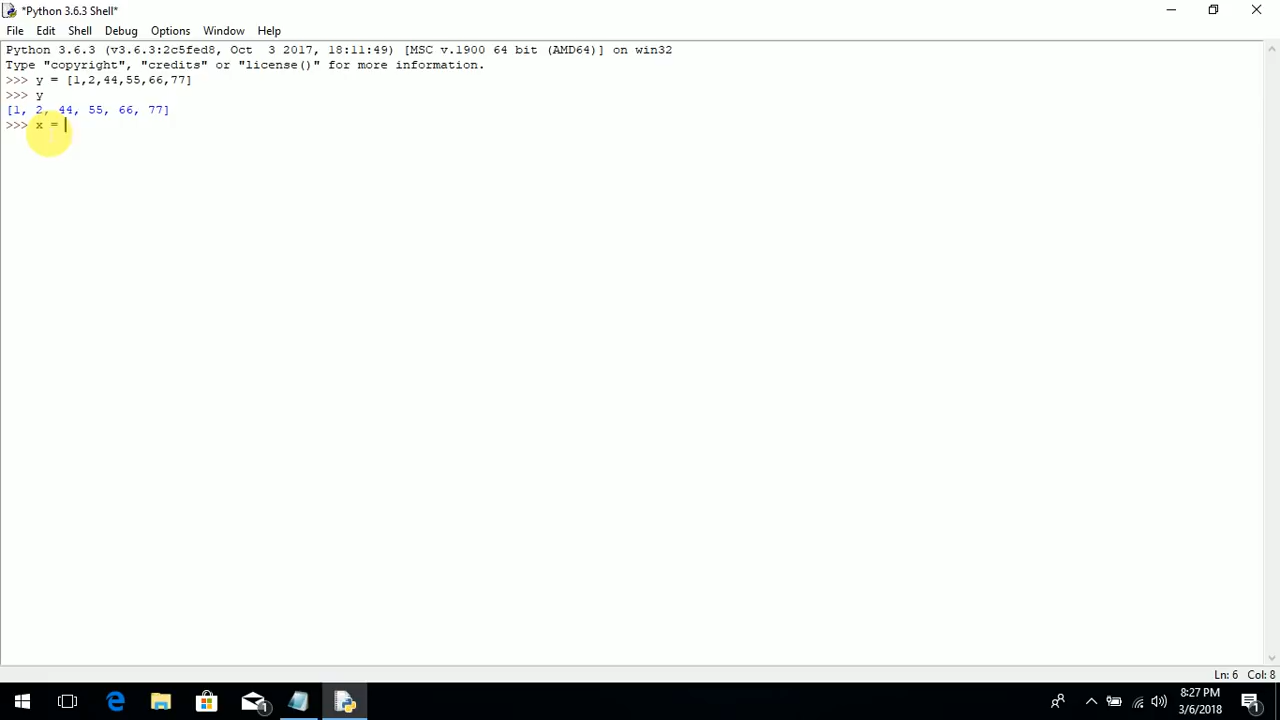 *Python 3.6.3 Shell*
File Edit Shell Debug Options Window Help
Python 3.6.3 (v3.6.3:2c5fed8, Oct  3 2017, 18:11:49) [MSC v.1900 64 bit (AMD64)] on win32
Type "copyright", "credits" or "license()" for more information.
>>> y = [1,2,44,55,66,77]
>>> y
[1, 2, 44, 55, 66, 77]
>>> x =
Ln: 6 Col: 8
1
8:27 PM
3/6/2018
1